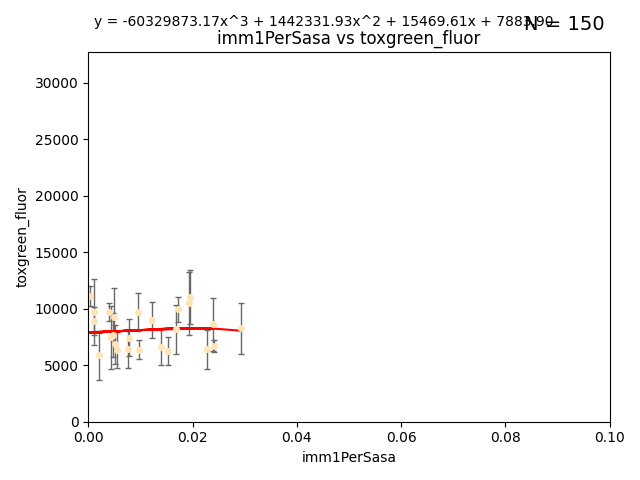 y = -60329873.17x^3 + 1442331.93x^2 + 15469.61x + 7883.90
N = 150
imm1PerSasa vs toxgreen_fluor
30000
25000
20000
15000
10000
5000
0
toxgreen_fluor
0.00 0.02 0.04 0.06 0.08 0.10
imm1PerSasa